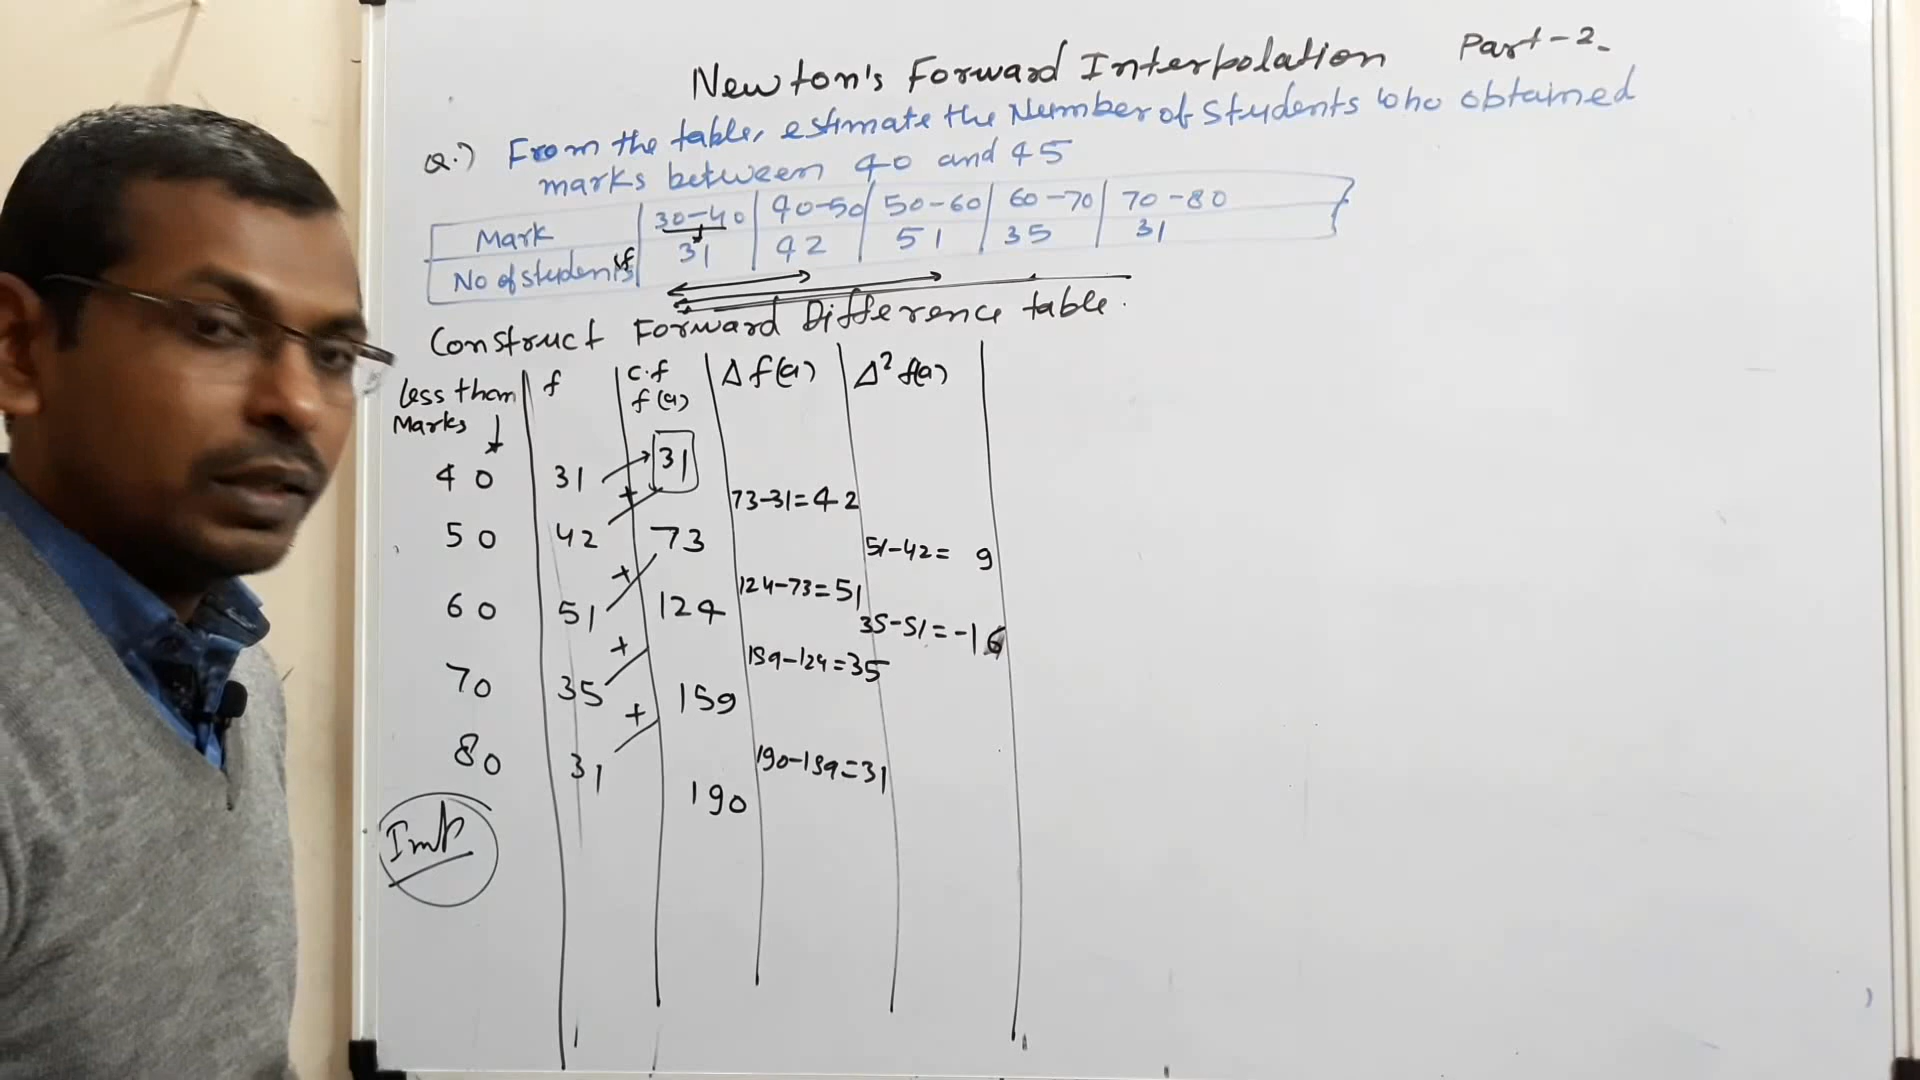 Newton's Forward Interpolation Part-2.
Q.) From the table, estimate the Number of Students who obtained
marks between 40 and 45
Mark 30-40 40-50 50-60 60-70 70-80
No of students 31 42 51 35 31
Construct Forward Difference table.
less than f c.f Δf(a) Δ² f(a)
Marks f(a)
40 31 31
73-31=42
50 42 + 73 51-42= 9
124-73=51
60 51 + 124 35-51=-16
159-124=35
70 35 + 159
80 31 + 190-159=31
190
Imp